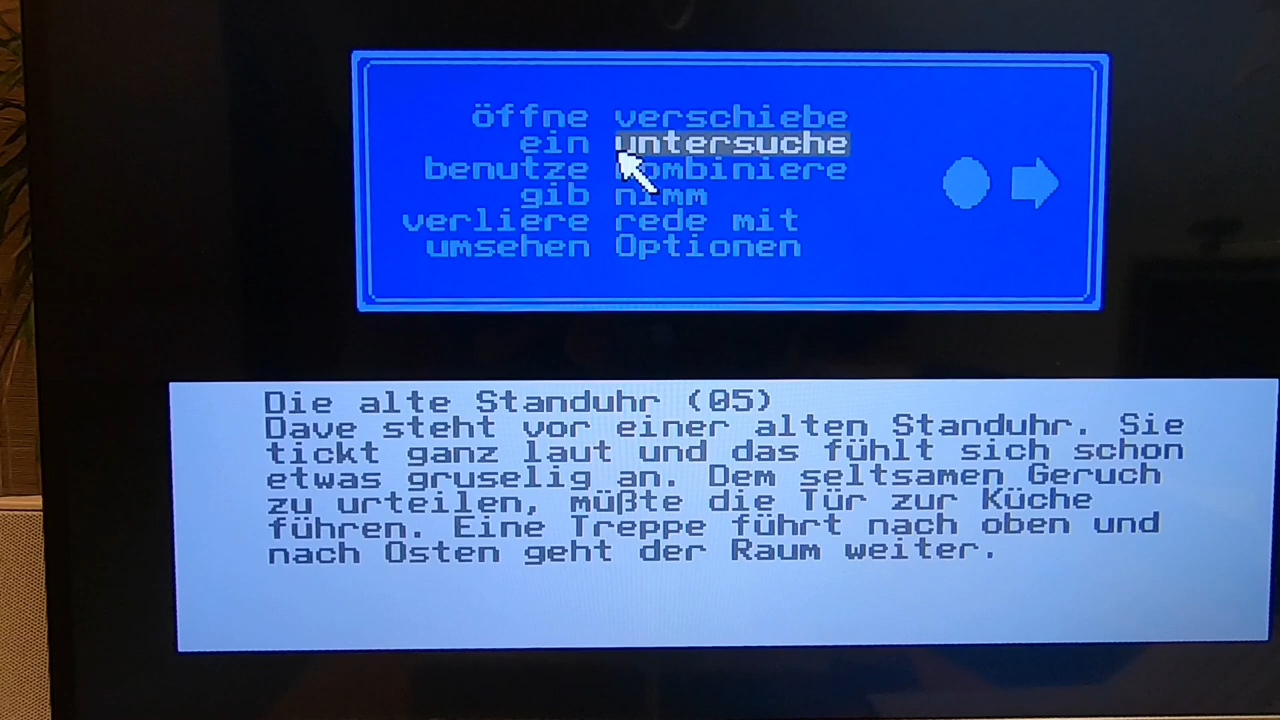 öffne verschiebe
ein untersuche
benutze kombiniere
gib nimm
verliere rede mit
umsehen Optionen
Die alte Standuhr (05)
Dave steht vor einer alten Standuhr. Sie
tickt ganz laut und das fühlt sich schon
etwas gruselig an. Dem seltsamen Geruch
zu urteilen, müßte die Tür zur Küche
führen. Eine Treppe führt nach oben und
nach Osten geht der Raum weiter.